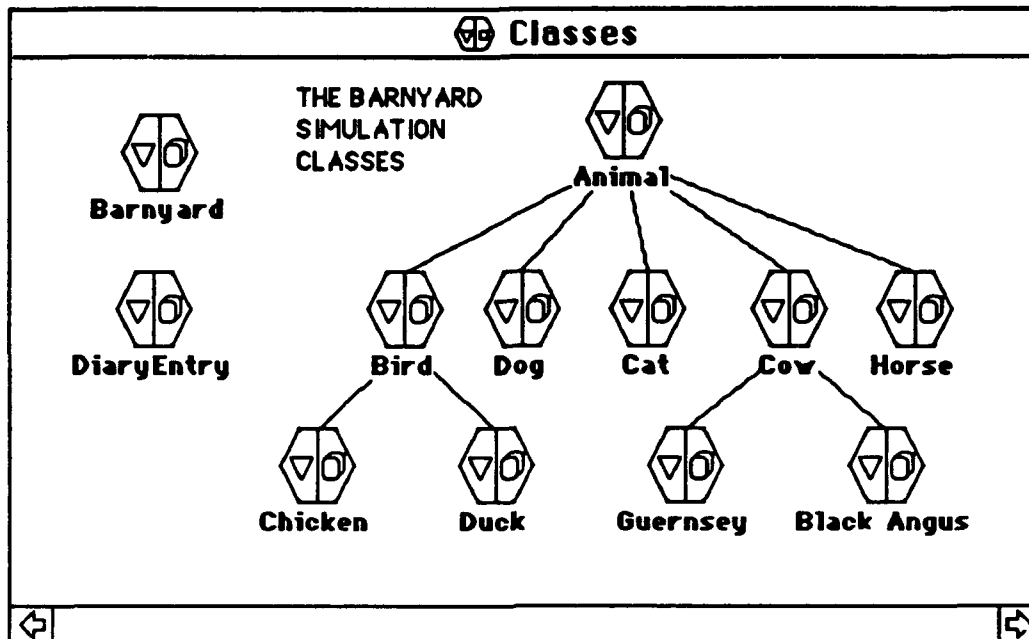 Classes
THE BARNYARD
SIMULATION
CLASSES
Barnyard
Animal
DiaryEntry
Bird
Dog
Cat
Cow
Horse
Chicken
Duck
Guernsey
Black Angus